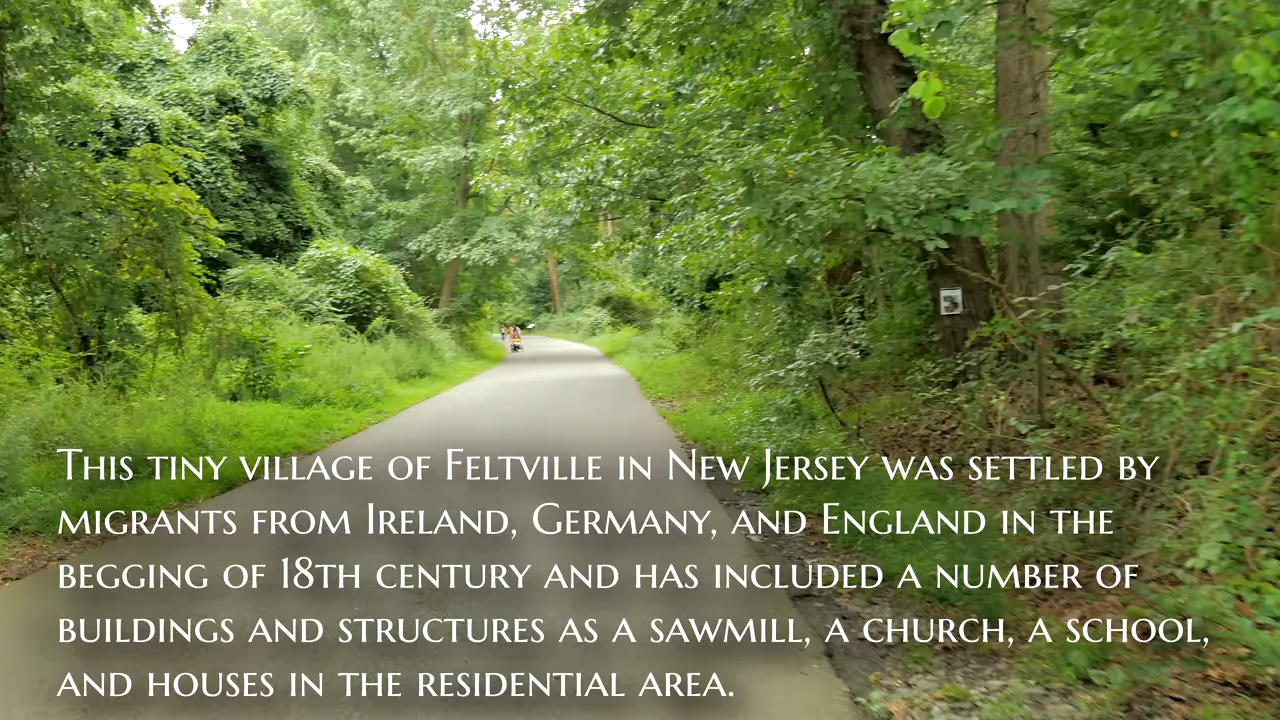 This tiny village of Feltville in New Jersey was settled by
migrants from Ireland, Germany, and England in the
begging of 18th century and has included a number of
buildings and structures as a sawmill, a church, a school,
and houses in the residential area.